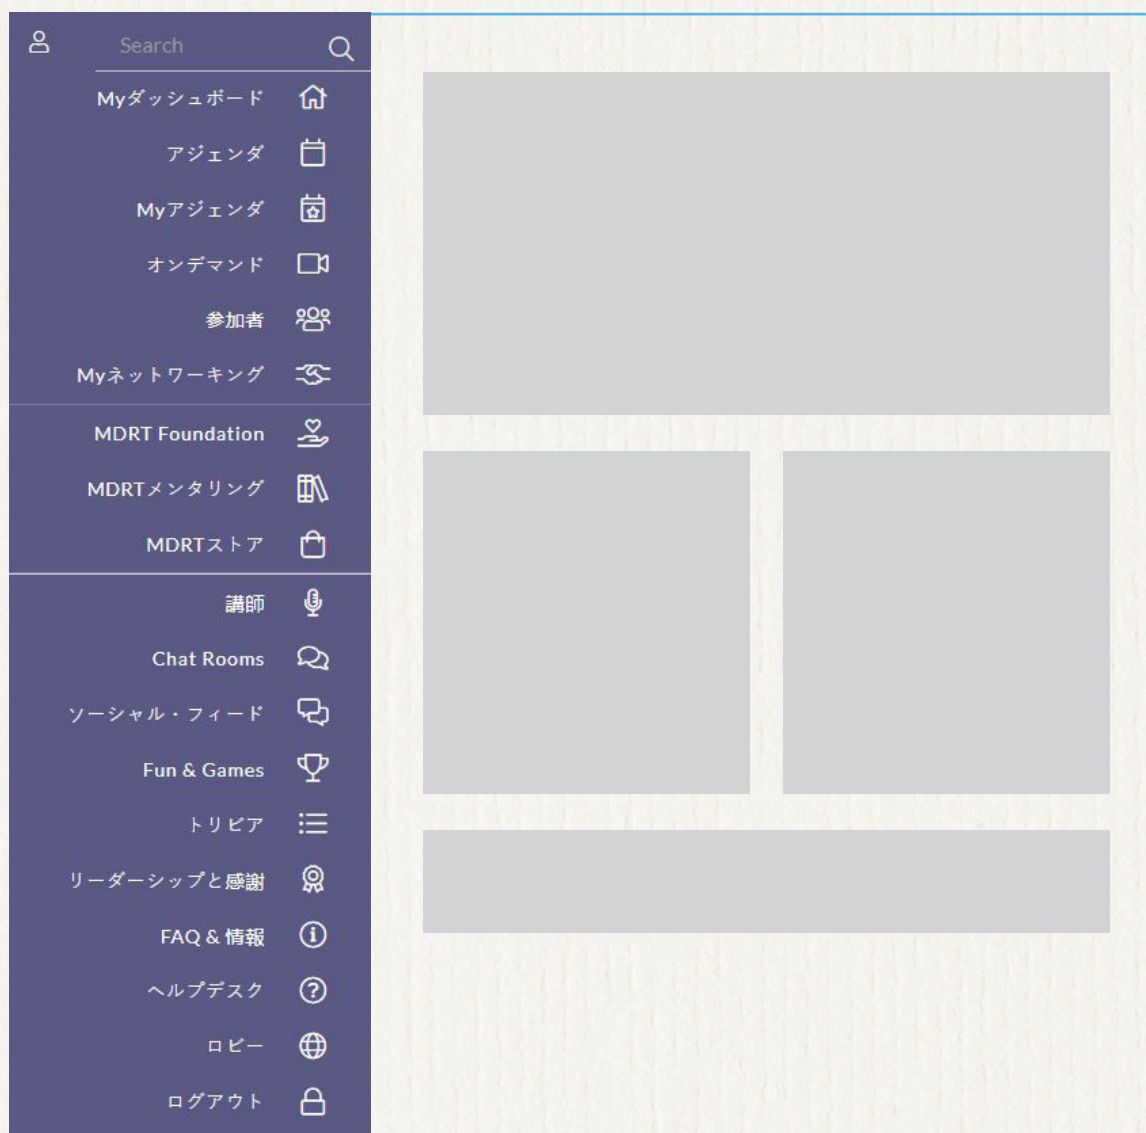 Search
Myダッシュボード
アジェンダ
Myアジェンダ
オンデマンド
参加者
Myネットワーキング
MDRT Foundation
MDRTメンタリング
MDRTストア
講師
Chat Rooms
ソーシャル・フィード
Fun & Games
トリビア
リーダーシップと感謝
FAQ & 情報
ヘルプデスク
ロビー
ログアウト